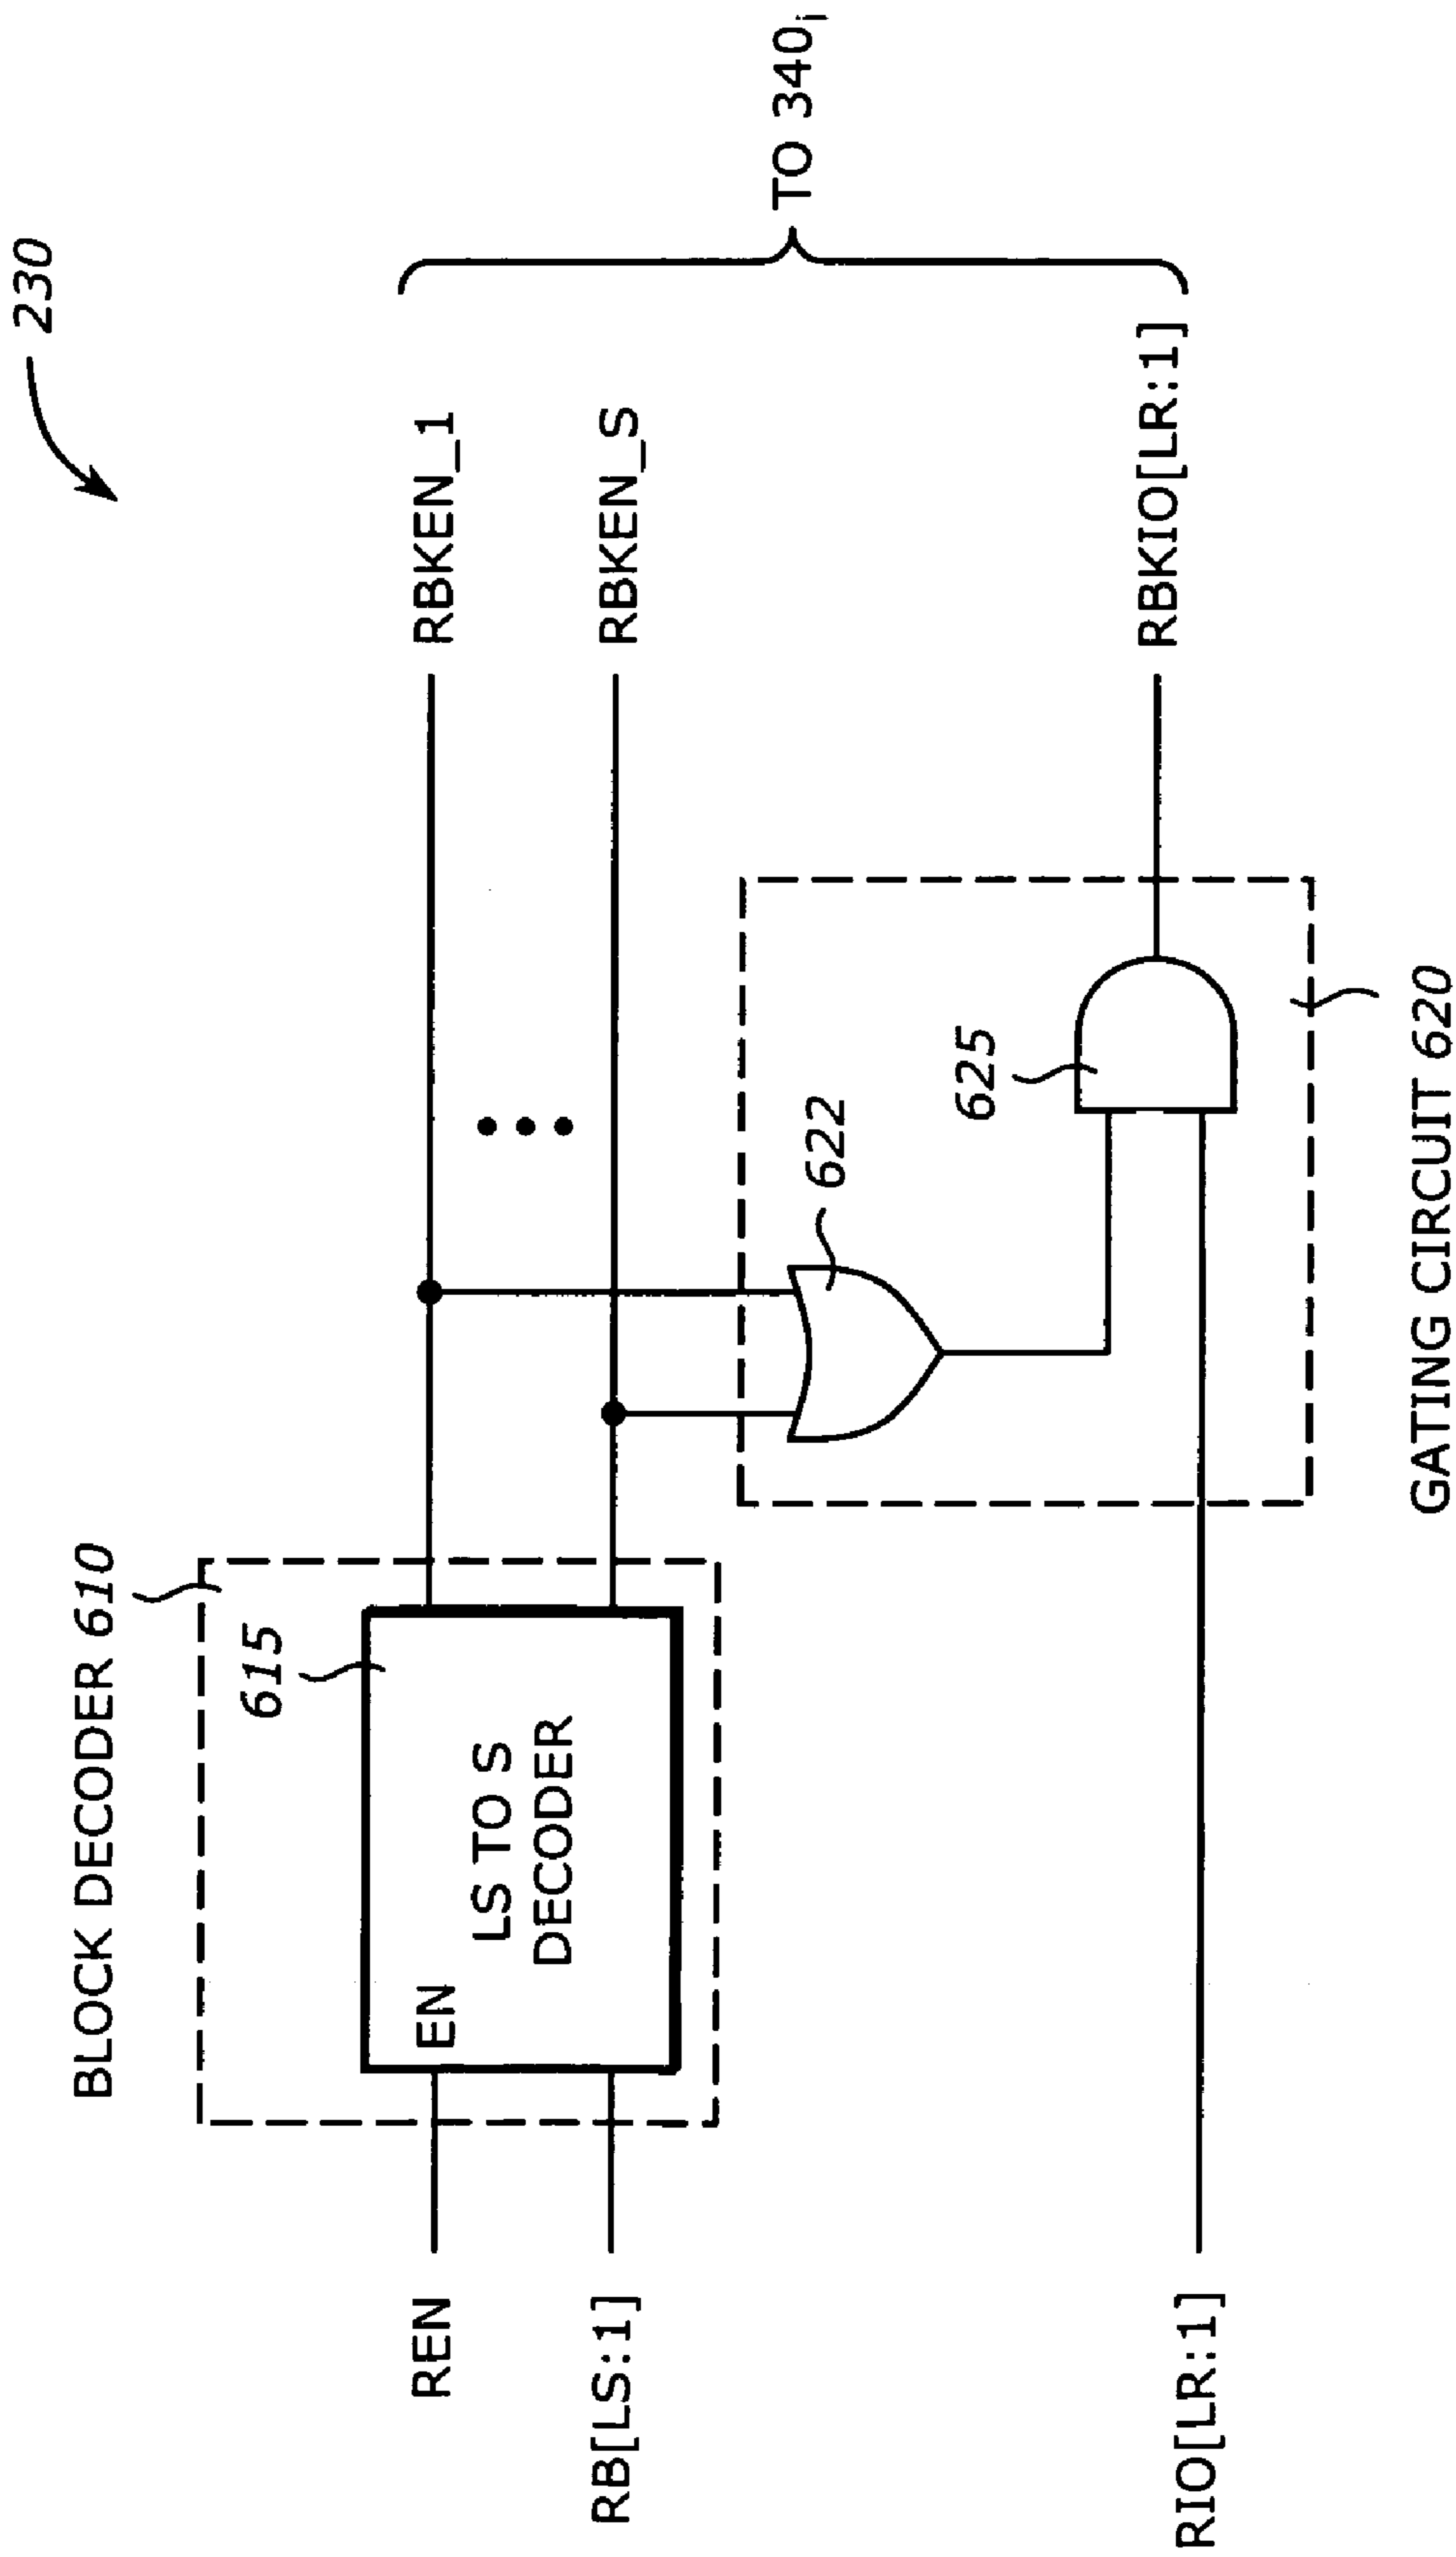 230
BLOCK DECODER 610
615
REN
EN
LS TO S
DECODER
RB[LS:1]
RBKEN_1
RBKEN_S
TO 340i
622
625
RIO[LR:1]
RBKIO[LR:1]
GATING CIRCUIT 620